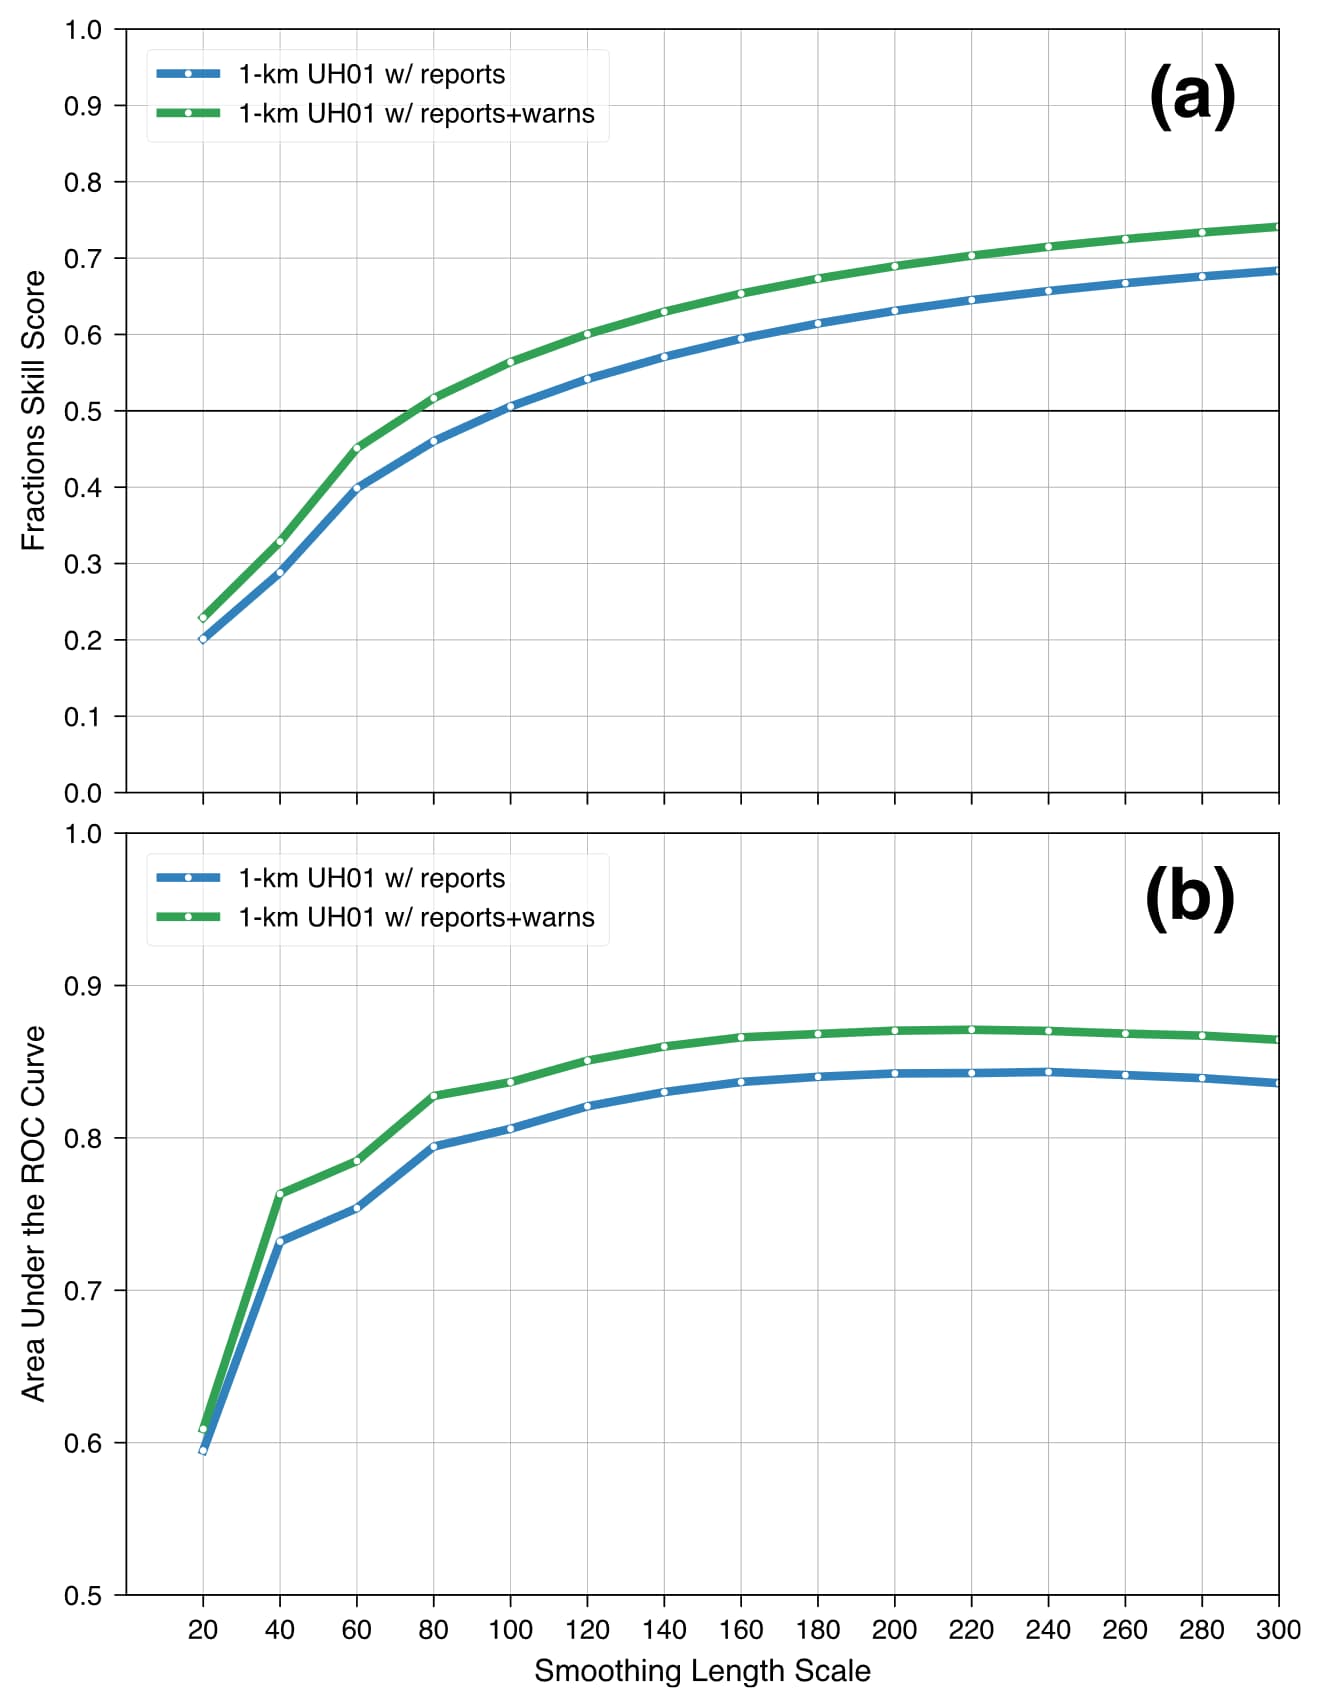 1.0
0.9
0.8
0.7
0.6
0.5
0.4
0.3
0.2
0.1
0.0
Fractions Skill Score
1-km UH01 w/ reports
1-km UH01 w/ reports+warns
(a)
1.0
0.9
0.8
0.7
0.6
0.5
Area Under the ROC Curve
1-km UH01 w/ reports
1-km UH01 w/ reports+warns
(b)
20 40 60 80 100 120 140 160 180 200 220 240 260 280 300
Smoothing Length Scale